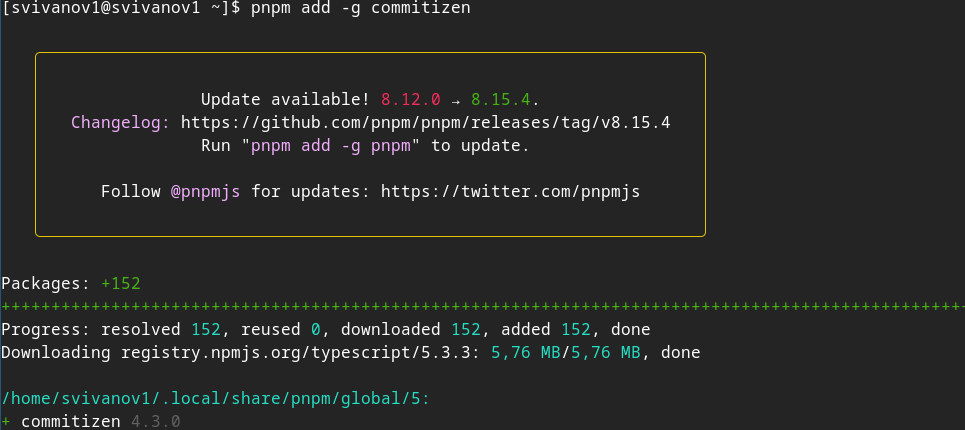 [svivanov1@svivanov1 ~]$ pnpm add -g commitizen
Update available! 8.12.0 → 8.15.4.
Changelog: https://github.com/pnpm/pnpm/releases/tag/v8.15.4
Run "pnpm add -g pnpm" to update.
Follow @pnpmjs for updates: https://twitter.com/pnpmjs
Packages: +152
++++++++++++++++++++++++++++++++++++++++++++++++++++++++++++++++++++++++++++++++++++++++++++++++-
Progress: resolved 152, reused 0, downloaded 152, added 152, done
Downloading registry.npmjs.org/typescript/5.3.3: 5,76 MB/5,76 MB, done
/home/svivanov1/.local/share/pnpm/global/5:
+ commitizen 4.3.0